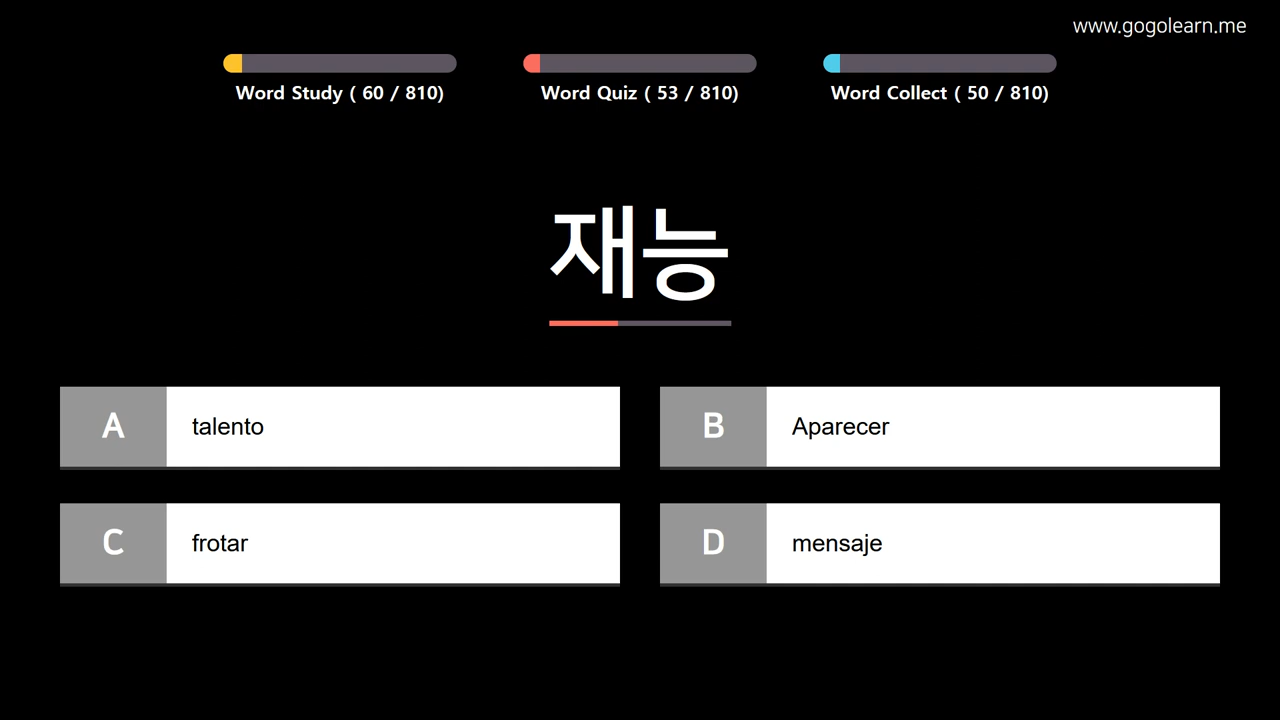 www.gogolearn.me
Word Study ( 60 / 810)
Word Quiz ( 53 / 810)
Word Collect ( 50 / 810)
재능
A talento
B Aparecer
C frotar
D mensaje